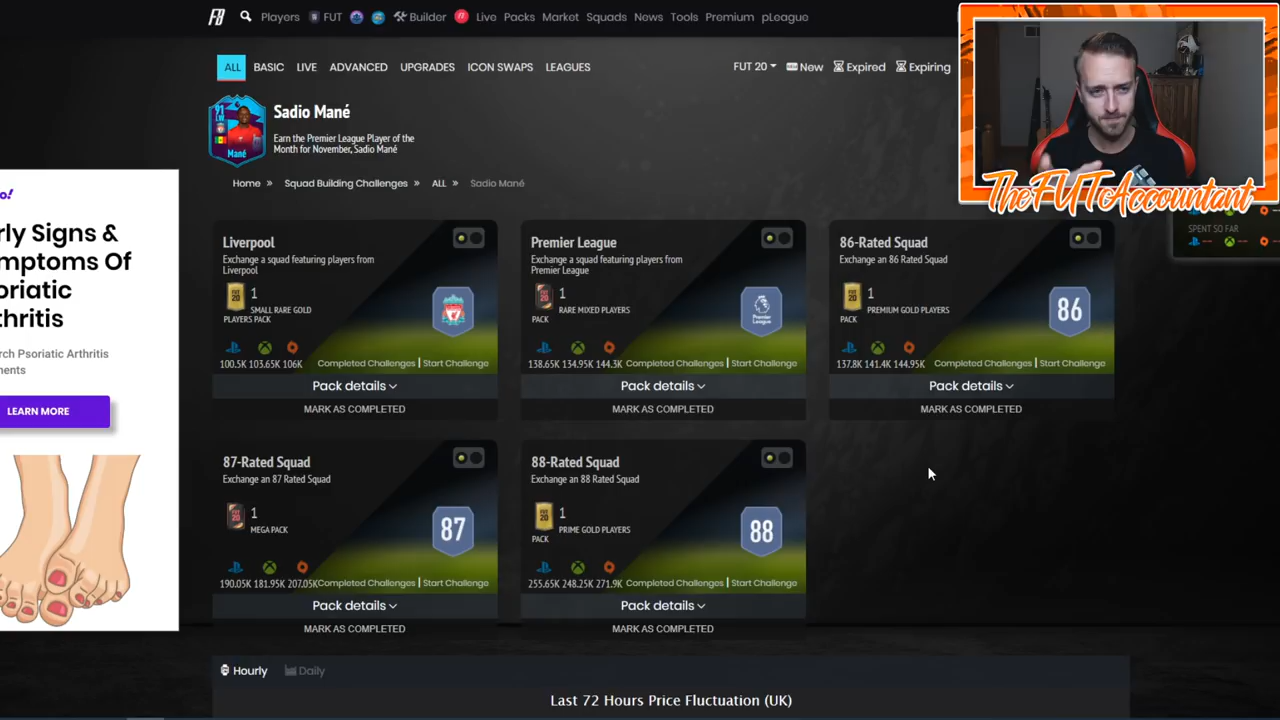 F8 Players FUT Builder Live Packs Market Squads News Tools Premium pLeague
ALL BASIC LIVE ADVANCED UPGRADES ICON SWAPS LEAGUES FUT 20 New Expired Expiring
91
LW
Mané
Sadio Mané
Earn the Premier League Player of the
Month for November, Sadio Mané
Home » Squad Building Challenges » ALL » Sadio Mané
TheFUTAccountant
SPENT SO FAR
o!
rly Signs &
mptoms Of
oriatic
thritis
rch Psoriatic Arthritis
ments
LEARN MORE
Liverpool
Exchange a squad featuring players from
Liverpool
1
SMALL RARE GOLD
PLAYERS PACK
100.5K 103.65K 106K Completed Challenges | Start Challenge
Pack details
MARK AS COMPLETED
Premier League
Exchange a squad featuring players from
Premier League
1
RARE MIXED PLAYERS
PACK
Premier
League
138.65K 134.95K 144.3K Completed Challenges | Start Challenge
Pack details
MARK AS COMPLETED
86-Rated Squad
Exchange an 86 Rated Squad
1
PREMIUM GOLD PLAYERS
PACK
86
137.8K 141.4K 144.95K Completed Challenges | Start Challenge
Pack details
MARK AS COMPLETED
87-Rated Squad
Exchange an 87 Rated Squad
1
MEGA PACK
87
190.05K 181.95K 207.05K Completed Challenges | Start Challenge
Pack details
MARK AS COMPLETED
88-Rated Squad
Exchange an 88 Rated Squad
1
PRIME GOLD PLAYERS
PACK
88
255.65K 248.25K 271.9K Completed Challenges | Start Challenge
Pack details
MARK AS COMPLETED
Hourly Daily
Last 72 Hours Price Fluctuation (UK)